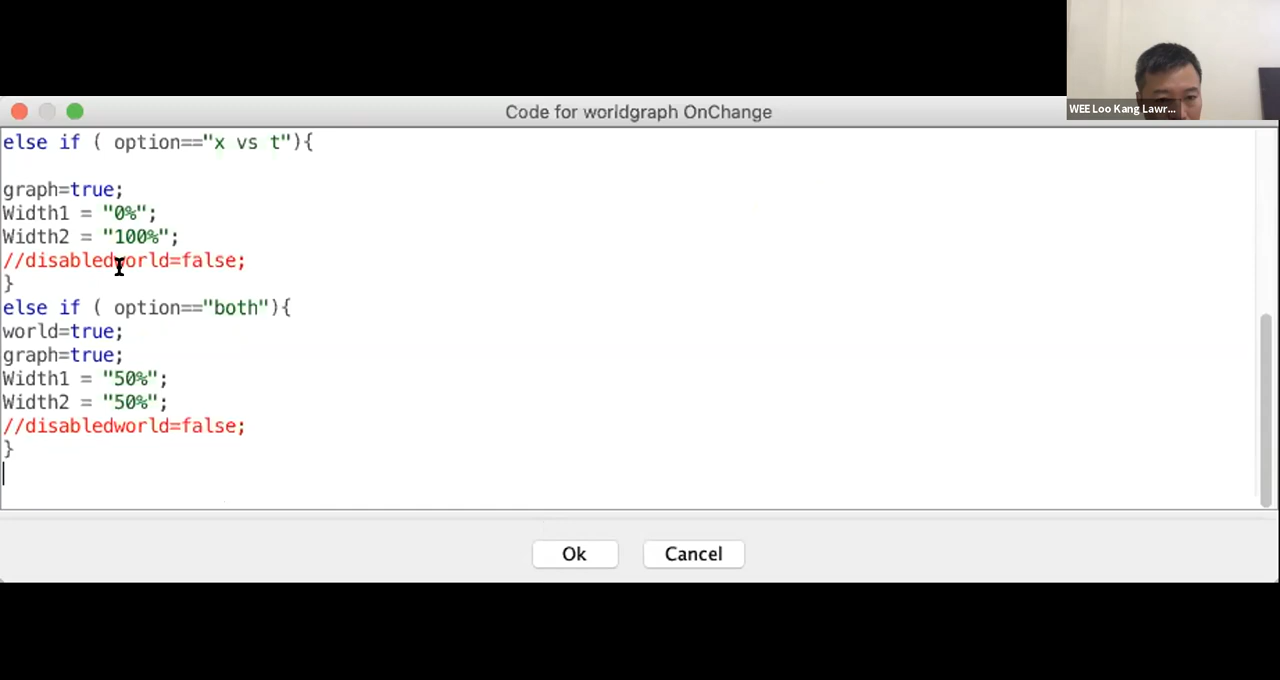 WEE Loo Kang Lawr...
Code for worldgraph OnChange
else if ( option=="x vs t"){
graph=true;
Width1 = "0%";
Width2 = "100%";
//disabledworld=false;
}
else if ( option=="both"){
world=true;
graph=true;
Width1 = "50%";
Width2 = "50%";
//disabledworld=false;
}
Ok Cancel